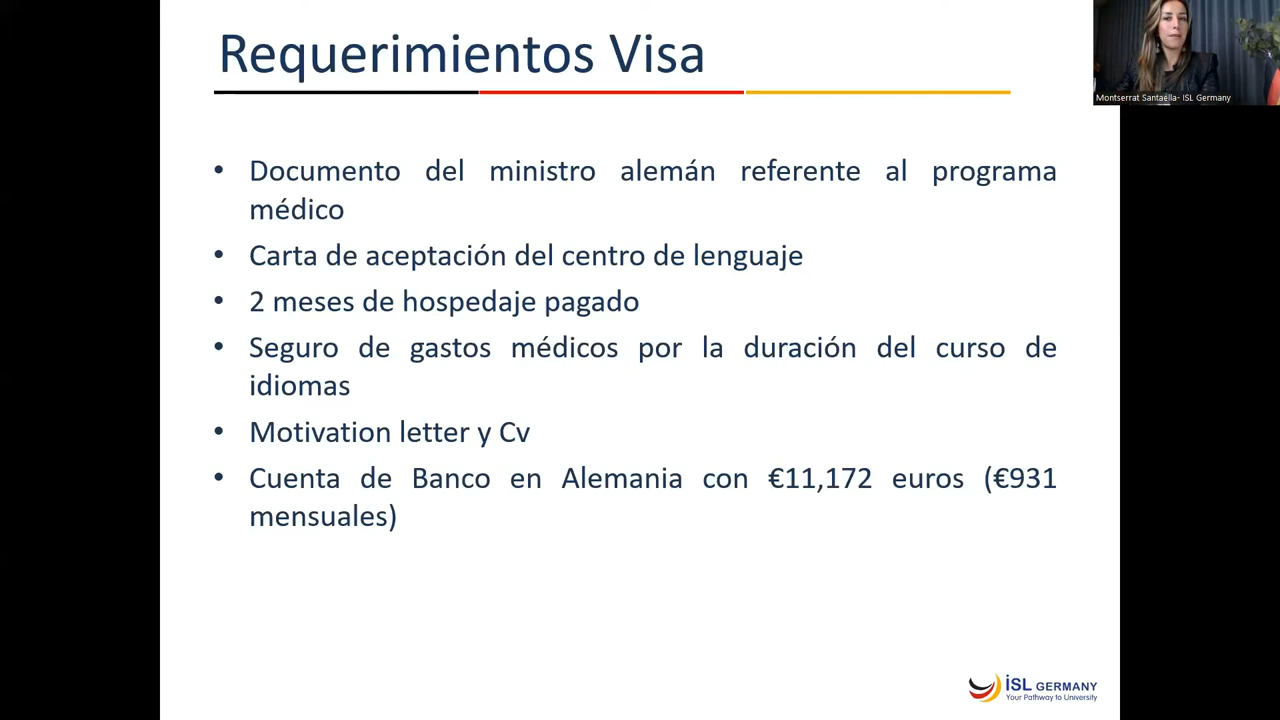 Requerimientos Visa
Montserrat Santaella- ISL Germany
• Documento del ministro alemán referente al programa
médico
• Carta de aceptación del centro de lenguaje
• 2 meses de hospedaje pagado
• Seguro de gastos médicos por la duración del curso de
idiomas
• Motivation letter y Cv
• Cuenta de Banco en Alemania con €11,172 euros (€931
mensuales)
iSL GERMANY
Your Pathway to University